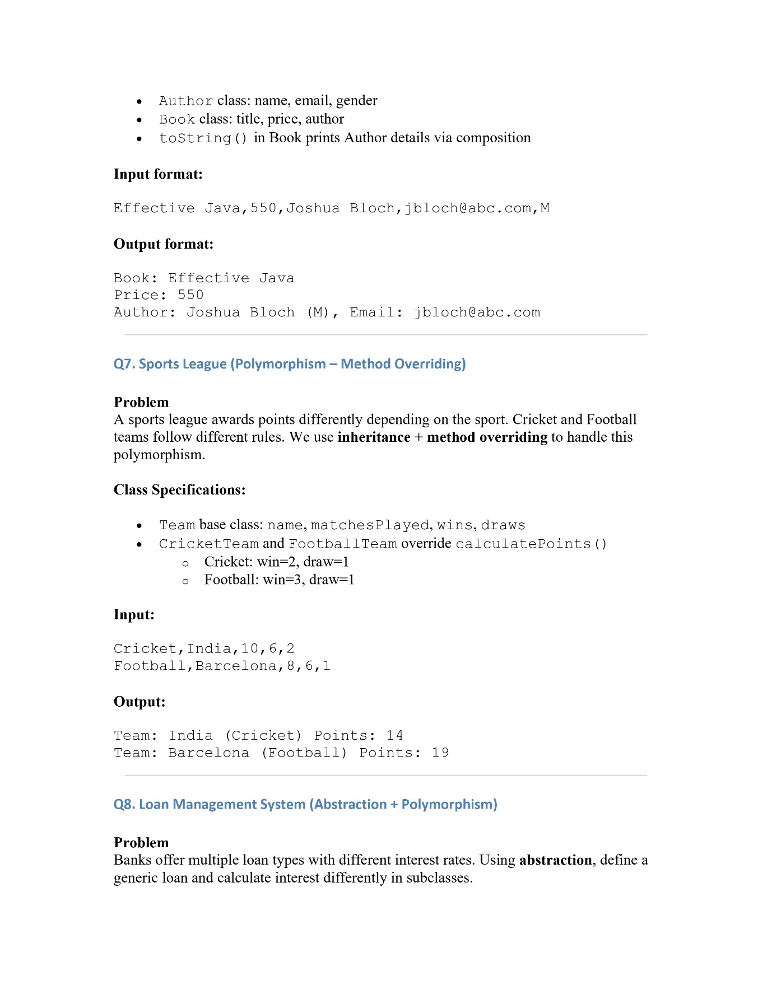 • Author class: name, email, gender
• Book class: title, price, author
• toString() in Book prints Author details via composition
Input format:
Effective Java,550,Joshua Bloch,jbloch@abc.com,M
Output format:
Book: Effective Java
Price: 550
Author: Joshua Bloch (M), Email: jbloch@abc.com
Q7. Sports League (Polymorphism – Method Overriding)
Problem
A sports league awards points differently depending on the sport. Cricket and Football
teams follow different rules. We use inheritance + method overriding to handle this
polymorphism.
Class Specifications:
• Team base class: name, matchesPlayed, wins, draws
• CricketTeam and FootballTeam override calculatePoints()
o Cricket: win=2, draw=1
o Football: win=3, draw=1
Input:
Cricket,India,10,6,2
Football,Barcelona,8,6,1
Output:
Team: India (Cricket) Points: 14
Team: Barcelona (Football) Points: 19
Q8. Loan Management System (Abstraction + Polymorphism)
Problem
Banks offer multiple loan types with different interest rates. Using abstraction, define a
generic loan and calculate interest differently in subclasses.